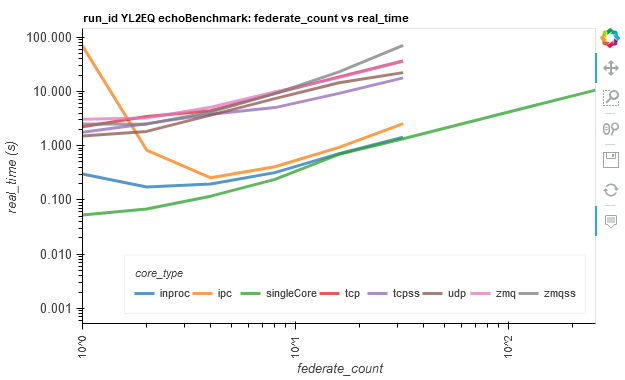 run_id YL2EQ echoBenchmark: federate_count vs real_time
100.000
10.000
1.000
0.100
0.010
0.001
real_time (s)
core_type
inproc ipc singleCore tcp tcpss udp zmq zmqss
10^0 10^1 10^2
federate_count